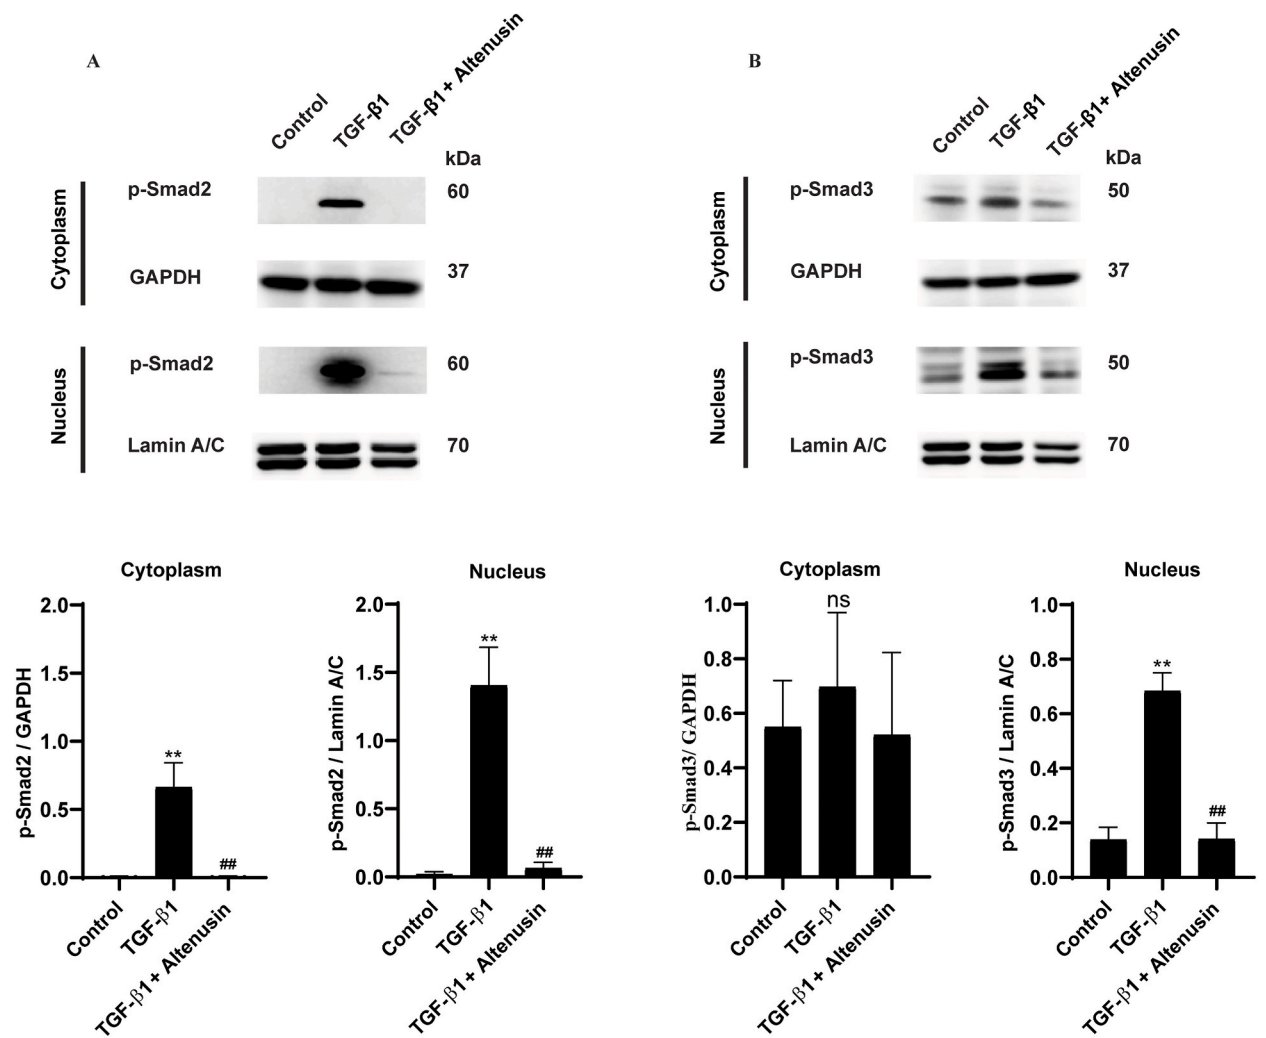 A
Control
TGF-β1
TGF-β1+ Altenusin
kDa
Cytoplasm
p-Smad2
60
GAPDH
37
Nucleus
p-Smad2
60
Lamin A/C
70
B
Control
TGF-β1
TGF-β1+ Altenusin
kDa
Cytoplasm
p-Smad3
50
GAPDH
37
Nucleus
p-Smad3
50
Lamin A/C
70
Cytoplasm
p-Smad2 / GAPDH
2.0
1.5
1.0
0.5
0.0
**
##
Control
TGF-β1
TGF-β1+ Altenusin
Nucleus
p-Smad2 / Lamin A/C
2.0
1.5
1.0
0.5
0.0
**
##
Control
TGF-β1
TGF-β1+ Altenusin
Cytoplasm
p-Smad3/ GAPDH
1.0
0.8
0.6
0.4
0.2
0.0
ns
Control
TGF-β1
TGF-β1+ Altenusin
Nucleus
p-Smad3 / Lamin A/C
1.0
0.8
0.6
0.4
0.2
0.0
**
##
Control
TGF-β1
TGF-β1+ Altenusin